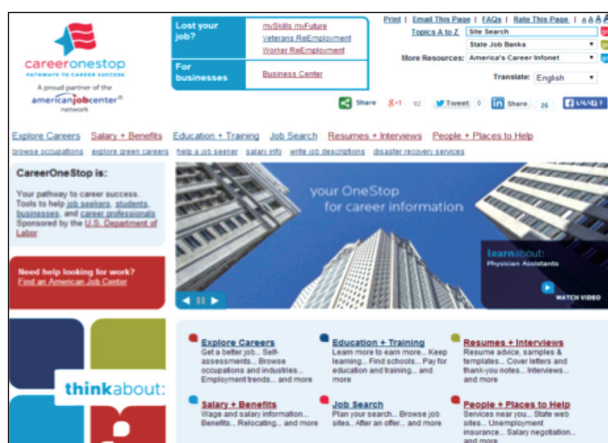 careeronestop
PATHWAYS TO CAREER SUCCESS
A proud partner of the
americanjobcenter®
network
Lost your
job?
mySkills myFuture
Veterans ReEmployment
Worker ReEmployment
For
businesses
Business Center
Print | Email This Page | FAQs | Rate This Page | A A A A
Topics A to Z
Site Search
State Job Banks
More Resources:
America's Career Infonet
Translate: English
Share
g+1
92
Tweet
0
in Share
26
Explore Careers Salary + Benefits Education + Training Job Search Resumes + Interviews People + Places to Help
browse occupations explore green careers help a job seeker salary info write job descriptions disaster recovery services
CareerOneStop is:
Your pathway to career success.
Tools to help job seekers, students,
businesses, and career professionals
Sponsored by the U.S. Department of
Labor
Need help looking for work?
Find an American Job Center
your OneStop
for career information
learnabout:
Physician Assistants
WATCH VIDEO
thinkabout:
Explore Careers
Get a better job... Self-
assessments... Browse
occupations and industries...
Employment trends... and more
Education + Training
Learn more to earn more... Keep
learning... Find schools... Pay for
education and training... and
more
Resumes + Interviews
Resume advice, samples &
templates... Cover letters and
thank-you notes... Interviews...
and more
Salary + Benefits
Wage and salary information...
Benefits... Relocating... and more
Job Search
Plan your search... Browse job
sites... After an offer... and more
People + Places to Help
Services near you... State web
sites... Unemployment
insurance... Salary negotiation...
and more